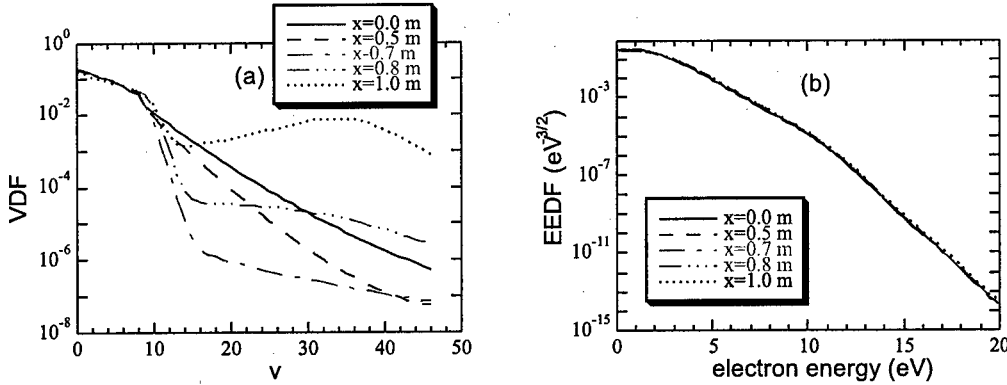 x=0.0 m
x=0.5 m
x-0.7 m
x=0.8 m
x=1.0 m
(a)
10^0
10^-2
10^-4
10^-6
10^-8
VDF
0 10 20 30 40 50
v
(b)
10^-3
10^-7
10^-11
10^-15
EEDF (eV^-3/2)
x=0.0 m
x=0.5 m
x=0.7 m
x=0.8 m
x=1.0 m
0 5 10 15 20
electron energy (eV)